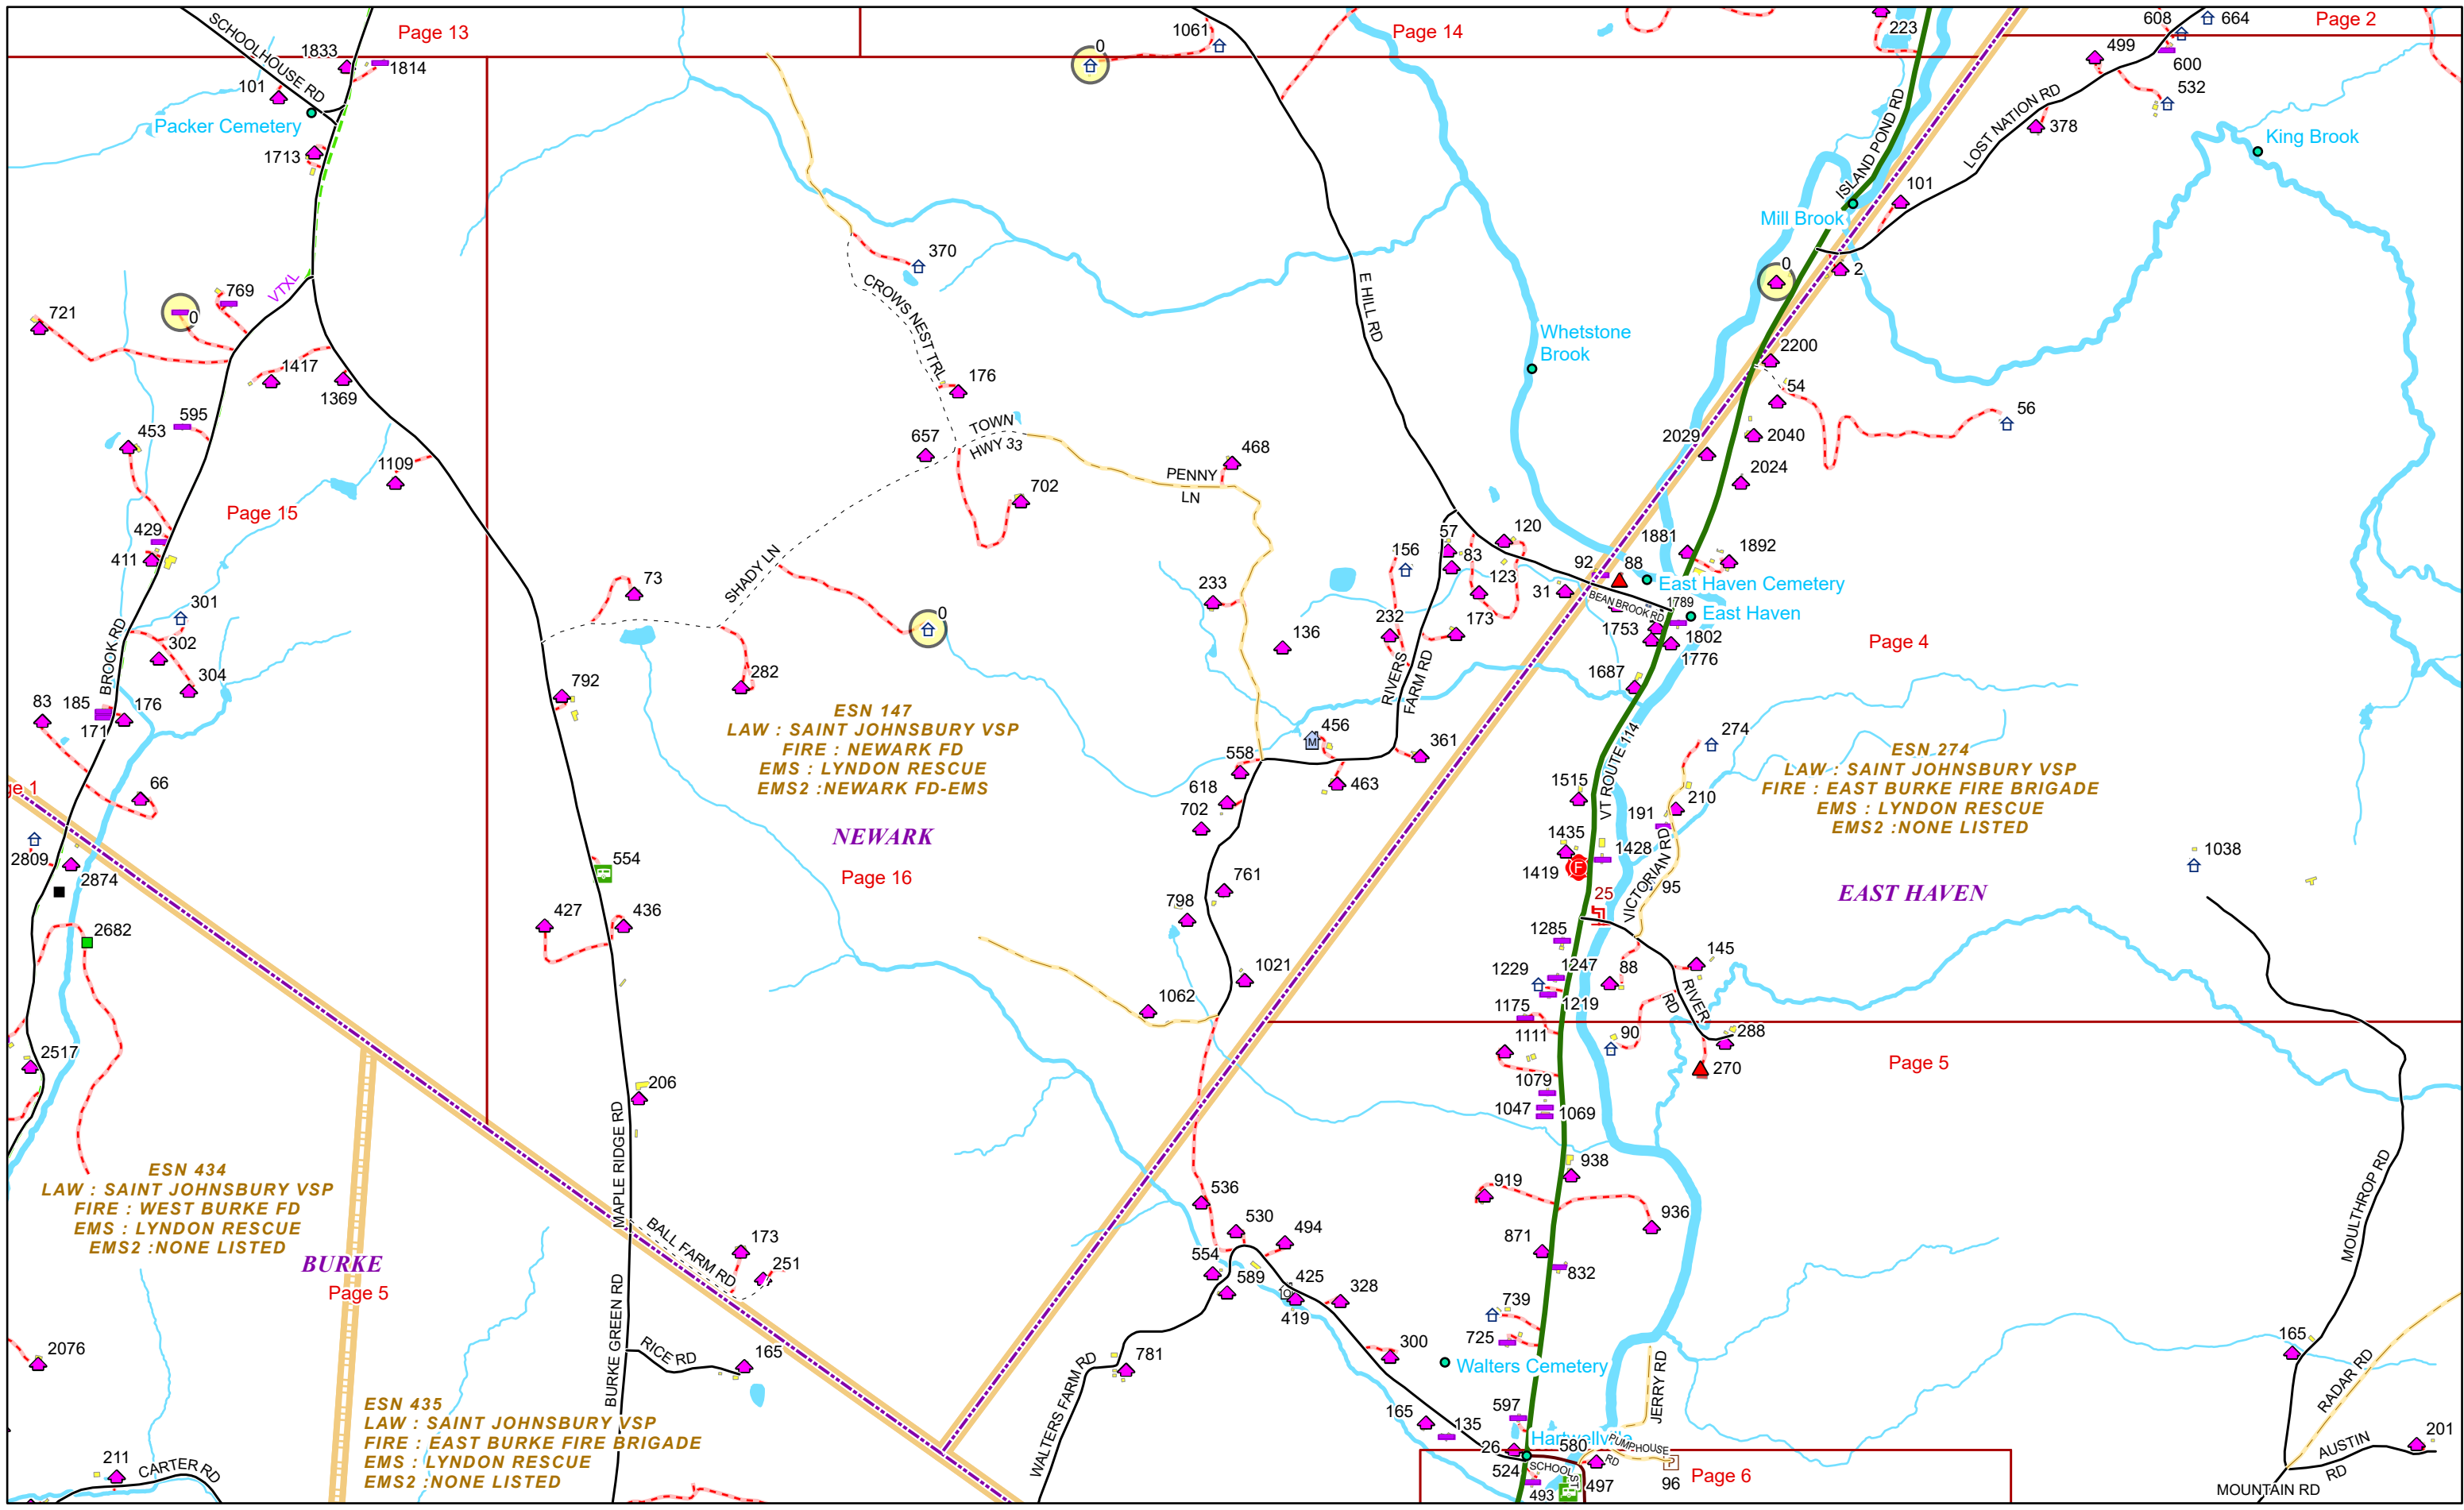 SCHOOLHOUSE RD
1833
Page 13
1814
101
Packer Cemetery
1713
1061
0
Page 14
223
608
664
Page 2
499
600
532
LOST NATION RD
378
King Brook
ISLAND POND RD
101
Mill Brook
2
0
370
CROWS NEST TRL
E HILL RD
Whetstone
Brook
VTXL
769
0
721
1417
1369
595
453
1109
Page 15
429
411
176
TOWN
HWY 33
657
702
PENNY
LN
468
2200
54
56
2029
2040
2024
1881
1892
57
83
120
123
156
92
88
East Haven Cemetery
31
BEAN BROOK RD
1789
East Haven
1753
1802
1776
1687
Page 4
301
302
304
BROOK RD
83
185
171
176
66
73
SHADY LN
0
282
233
136
232
173
RIVERS
FARM RD
792
ESN 147
LAW : SAINT JOHNSBURY VSP
FIRE : NEWARK FD
EMS : LYNDON RESCUE
EMS2 :NEWARK FD-EMS
456
361
463
558
618
702
NEWARK
Page 16
274
ESN 274
LAW : SAINT JOHNSBURY VSP
FIRE : EAST BURKE FIRE BRIGADE
EMS : LYNDON RESCUE
EMS2 :NONE LISTED
VT ROUTE 114
1515
191
210
1435
1428
1419
F
VICTORIAN RD
95
25
EAST HAVEN
1038
ge 1
2809
2874
2682
2517
554
427
436
761
798
1021
1062
1285
1247
1229
1219
1175
88
145
RIVER
RD
90
288
270
1111
Page 5
1079
1047
1069
206
MAPLE RIDGE RD
ESN 434
LAW : SAINT JOHNSBURY VSP
FIRE : WEST BURKE FD
EMS : LYNDON RESCUE
EMS2 :NONE LISTED
BURKE
Page 5
BALL FARM RD
173
251
536
530
494
554
589
425
419
328
938
919
936
871
832
MOULTHROP RD
2076
BURKE GREEN RD
RICE RD
165
ESN 435
LAW : SAINT JOHNSBURY VSP
FIRE : EAST BURKE FIRE BRIGADE
EMS : LYNDON RESCUE
EMS2 :NONE LISTED
211
CARTER RD
WALTERS FARM RD
781
300
739
725
Walters Cemetery
JERRY RD
165
135
597
26
Hartwellville
580
PUMPHOUSE
RD
524
SCHOOL ST
493
497
96
P
Page 6
165
RADAR RD
AUSTIN
RD
201
MOUNTAIN RD
M